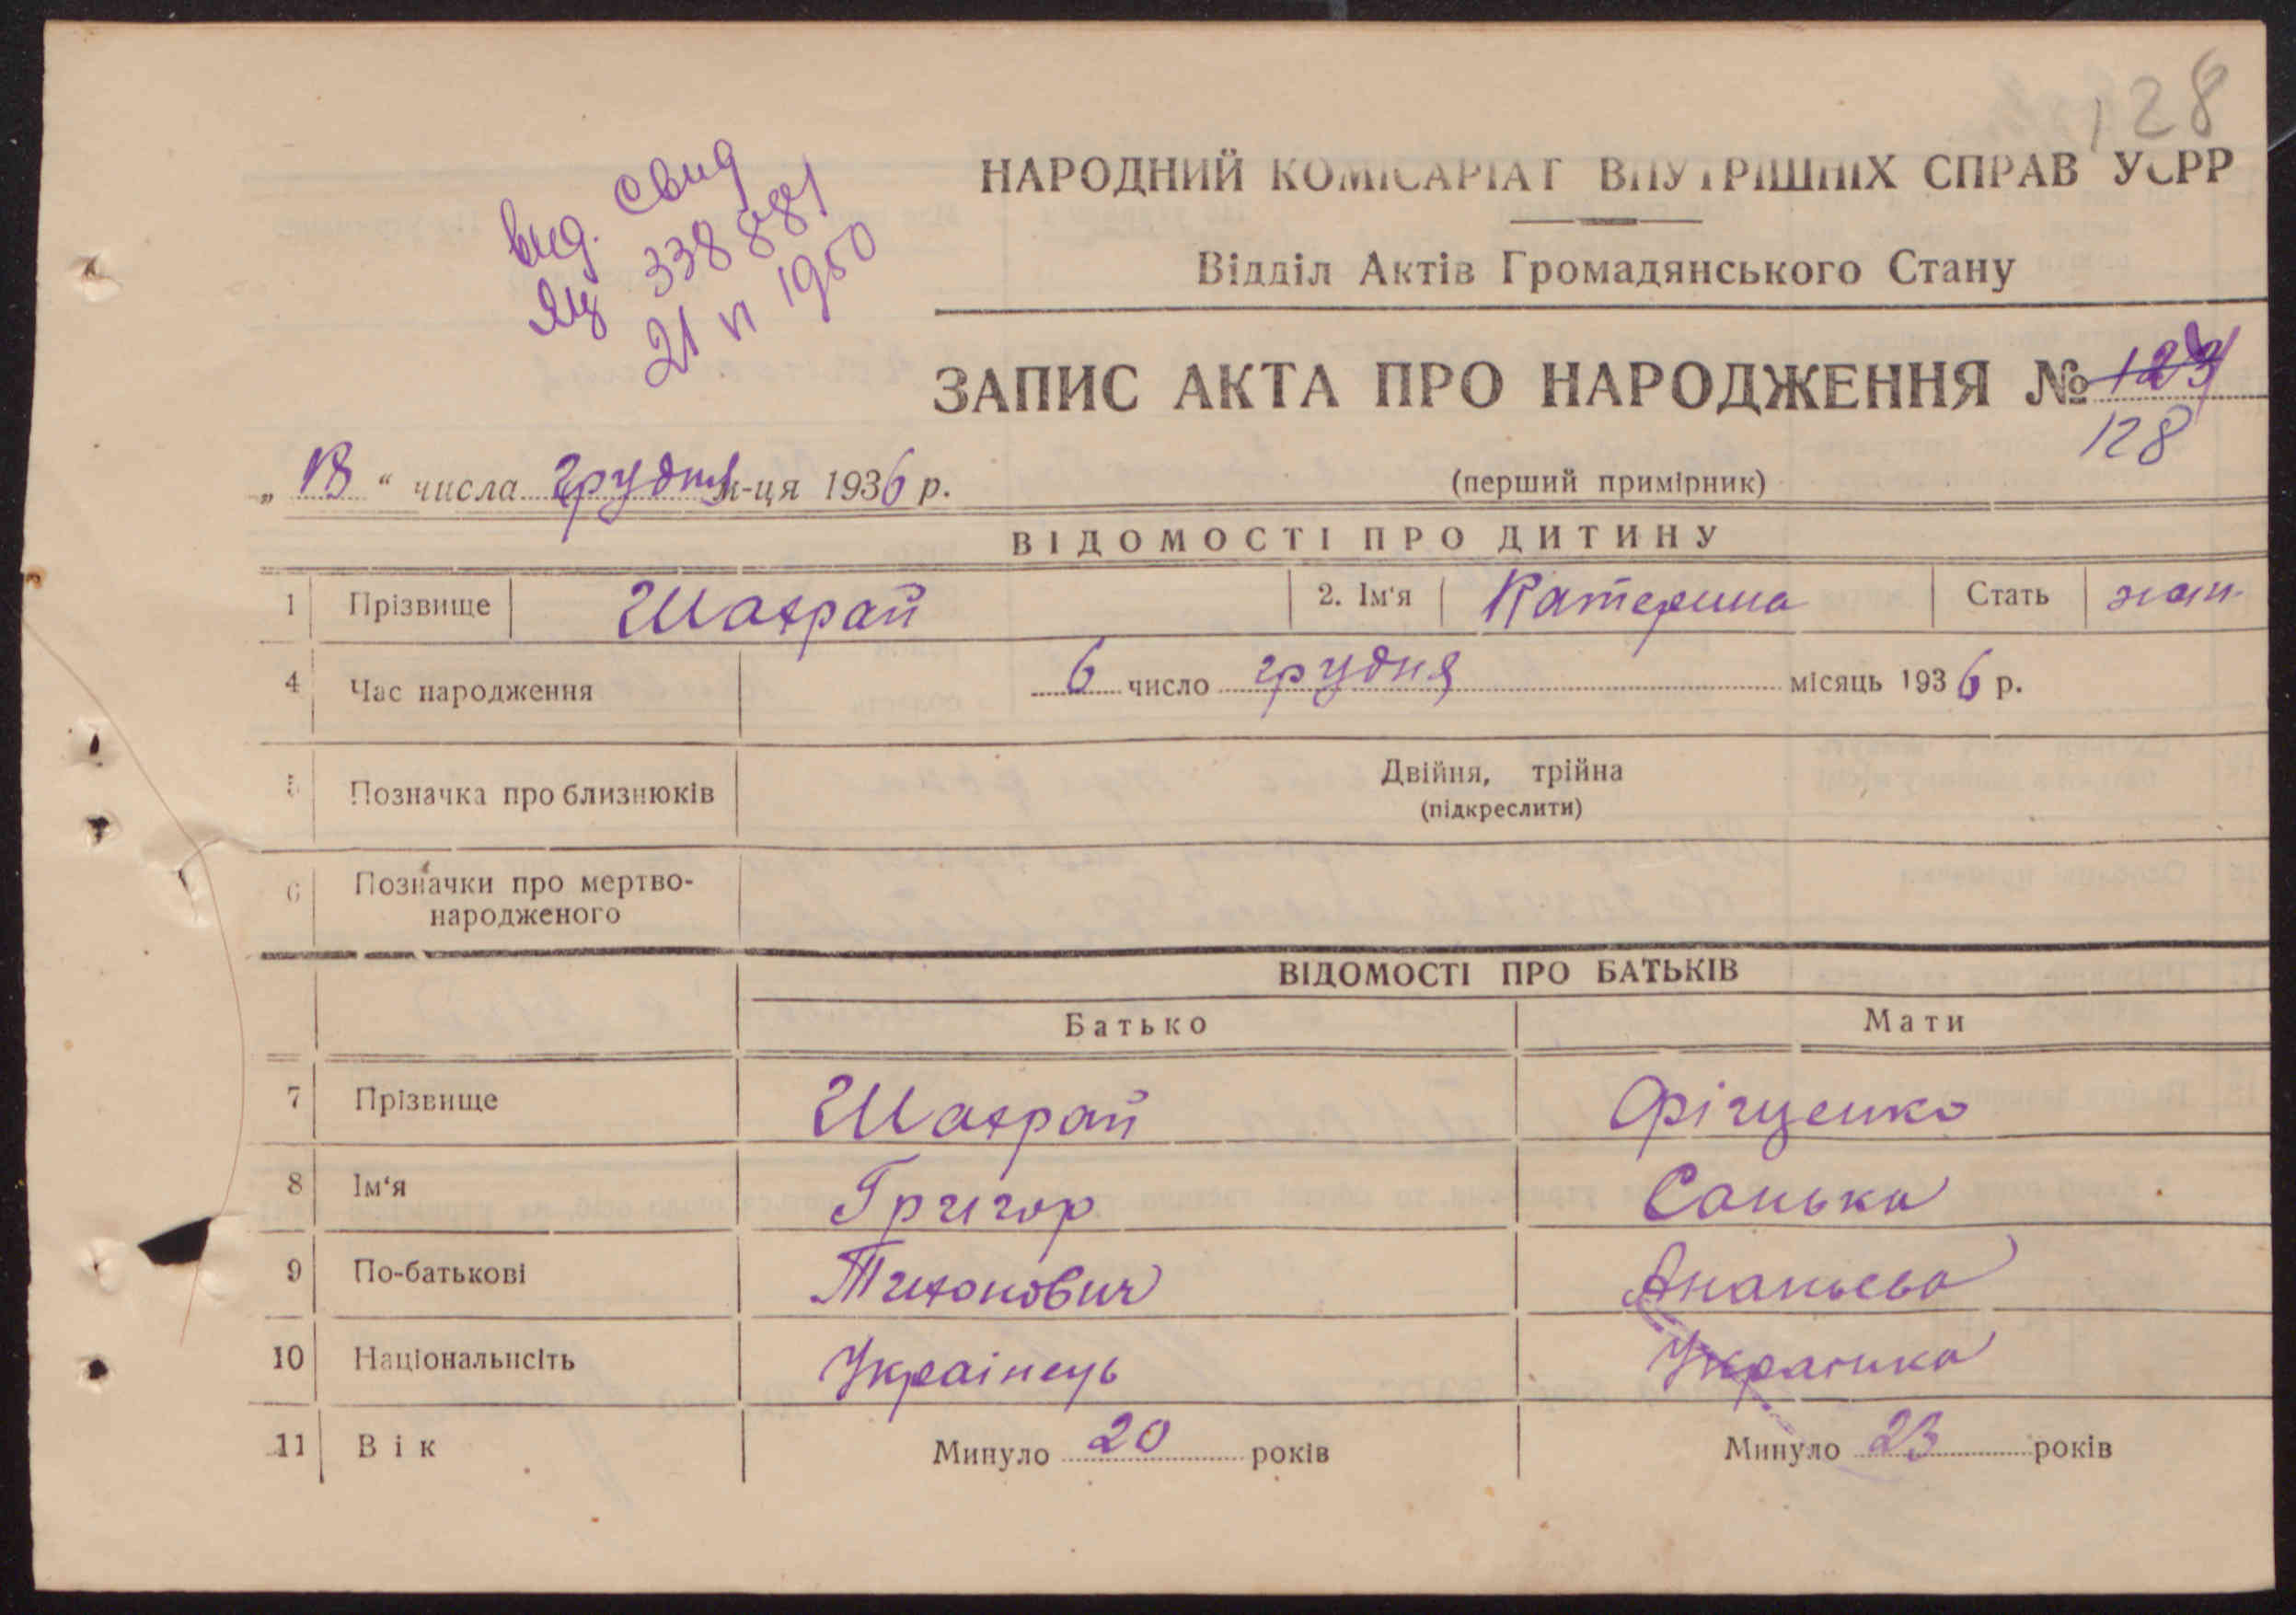 128
вид. свид
ЯЦ 338881
21 VI 1950
НАРОДНИЙ КОМІСАРІАТ ВНУТРІШНІХ СПРАВ УСРР
Відділ Актів Громадянського Стану
ЗАПИС АКТА ПРО НАРОДЖЕННЯ №
128
„ 18 “ числа грудня м-ця 1936 р.
(перший примірник)
ВІДОМОСТІ ПРО ДИТИНУ
1 Прізвище Шахрай 2. Ім'я Катерина Стать жін.
4 Час народження 6 число грудня місяць 1936 р.
5 Позначка про близнюків Двійня, трійна
(підкреслити)
6 Позначки про мертво-
народженого
ВІДОМОСТІ ПРО БАТЬКІВ
Батько Мати
7 Прізвище Шахрай
8 Ім'я Григор Санька
9 По-батькові Тихонович Ананьева
10 Національність Українець Українка
11 Вік Минуло 20 років Минуло 23 років